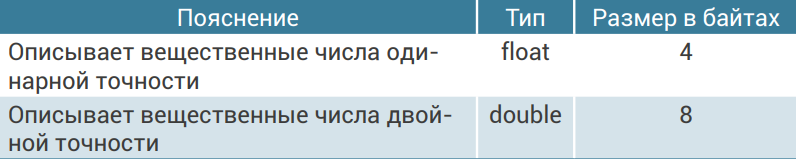 Пояснение Тип Размер в байтах
Описывает вещественные числа оди- float 4
нарной точности
Описывает вещественные числа двой- double 8
ной точности